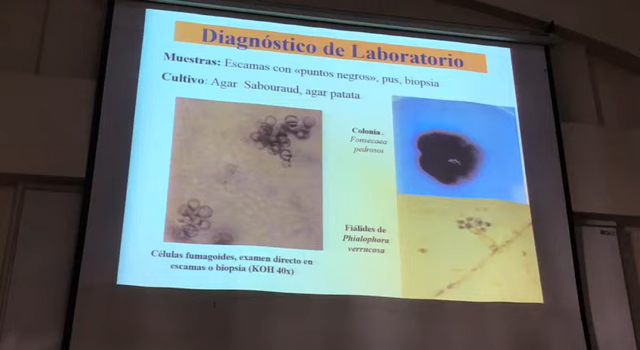 Diagnóstico de Laboratorio
Muestras: Escamas con «puntos negros», pus, biopsia
Cultivo: Agar Sabouraud, agar patata
Colonia.
Fonsecaea
pedrosoi
Fiálides de
Phialophora
verrucosa
Células fumagoides, examen directo en
escamas o biopsia (KOH 40x)